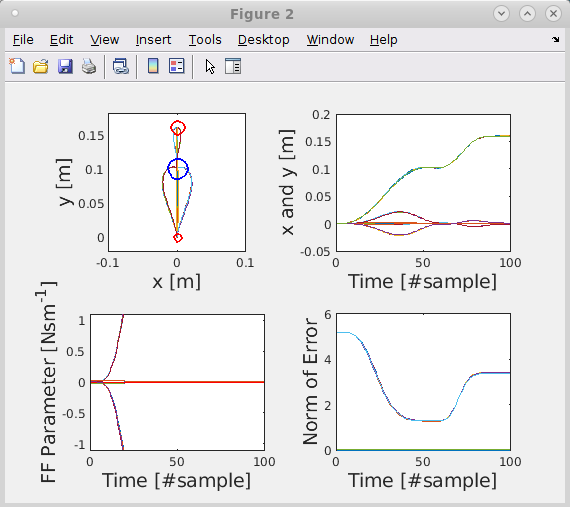 Figure 2
File Edit View Insert Tools Desktop Window Help
y [m]
0.15
0.1
0.05
0
-0.1 0 0.1
x [m]
x and y [m]
0.2
0.15
0.1
0.05
0
-0.05
0 50 100
Time [#sample]
FF Parameter [Nsm⁻¹]
1
0.5
0
-0.5
-1
0 50 100
Time [#sample]
Norm of Error
6
4
2
0
0 50 100
Time [#sample]